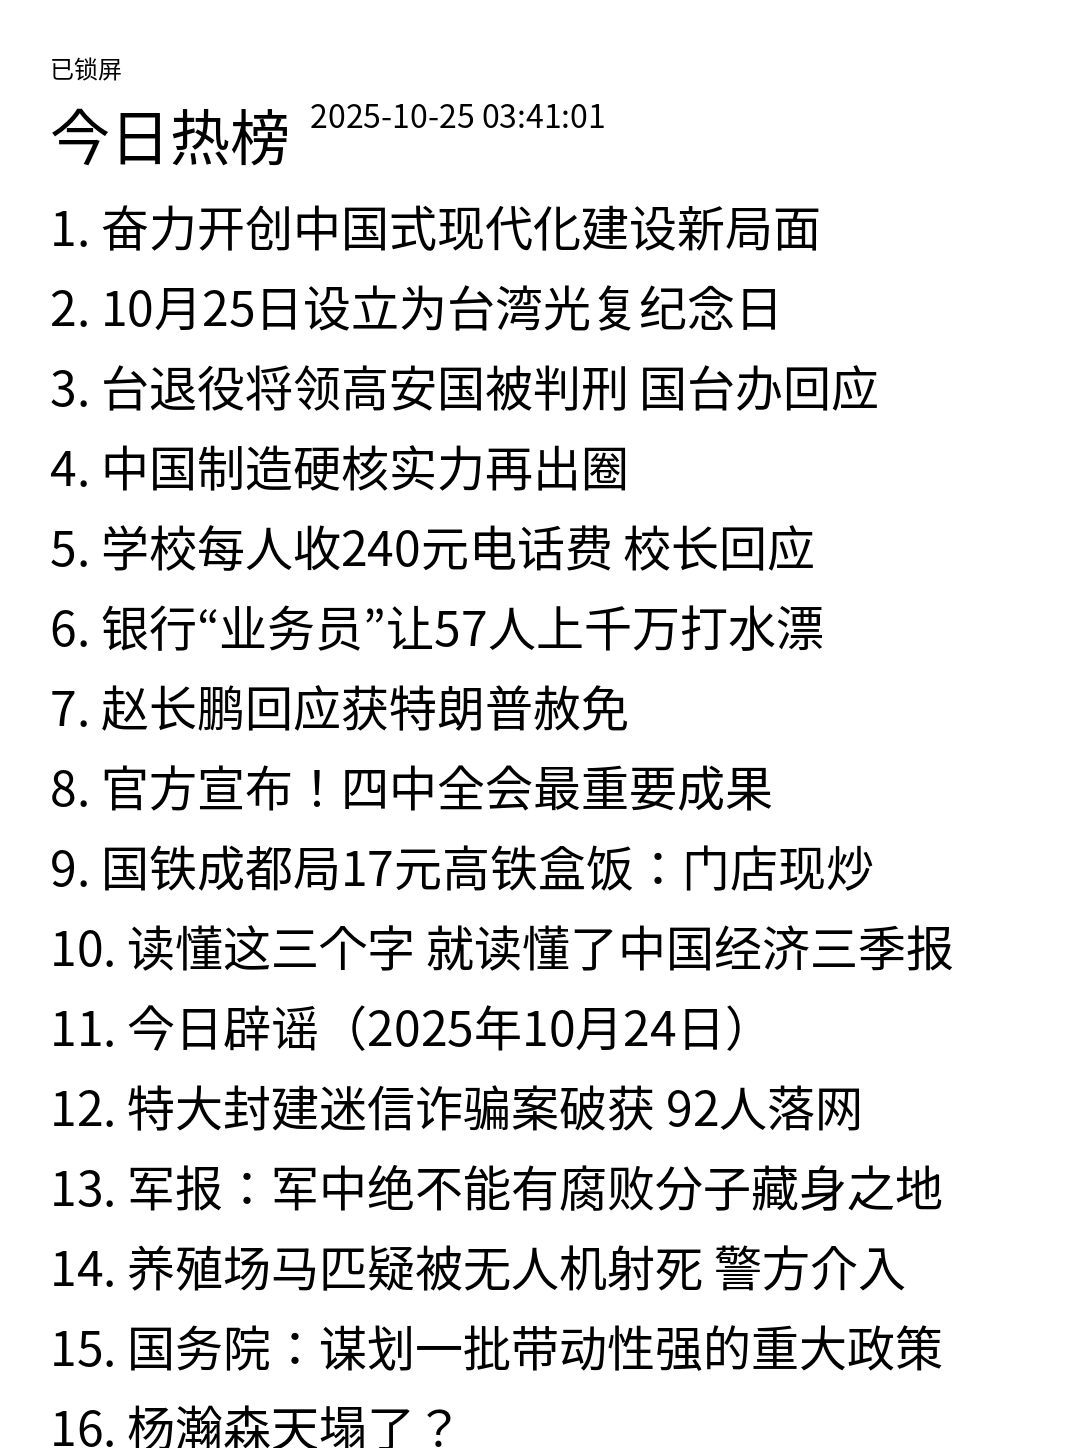 已锁屏
今日热榜 2025-10-25 03:41:01
1. 奋力开创中国式现代化建设新局面
2. 10月25日设立为台湾光复纪念日
3. 台退役将领高安国被判刑 国台办回应
4. 中国制造硬核实力再出圈
5. 学校每人收240元电话费 校长回应
6. 银行“业务员”让57人上千万打水漂
7. 赵长鹏回应获特朗普赦免
8. 官方宣布！四中全会最重要成果
9. 国铁成都局17元高铁盒饭：门店现炒
10. 读懂这三个字 就读懂了中国经济三季报
11. 今日辟谣（2025年10月24日）
12. 特大封建迷信诈骗案破获 92人落网
13. 军报：军中绝不能有腐败分子藏身之地
14. 养殖场马匹疑被无人机射死 警方介入
15. 国务院：谋划一批带动性强的重大政策
16. 杨瀚森天塌了？